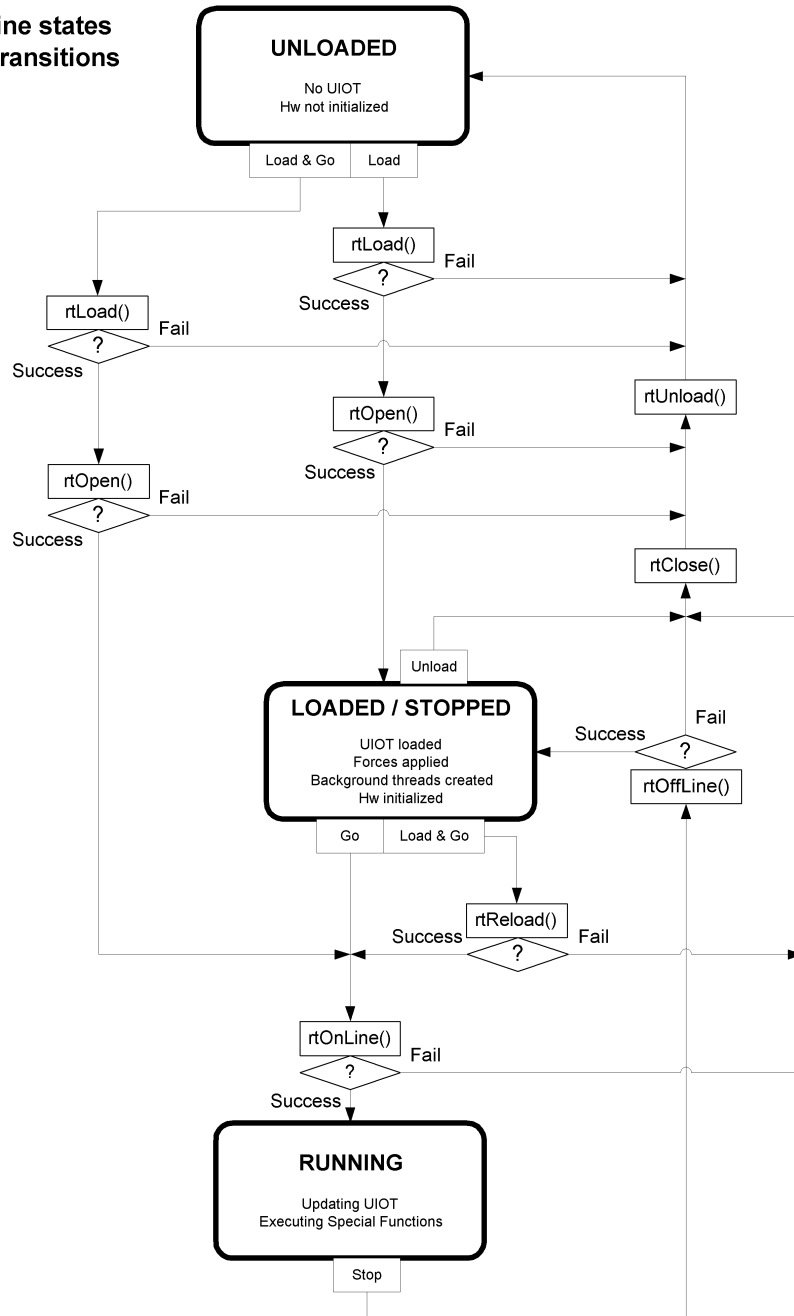 ine states
ransitions
UNLOADED
No UIOT
Hw not initialized
Load & Go
Load
rtLoad()
Fail
?
Success
rtLoad()
Fail
?
Success
rtUnload()
rtOpen()
Fail
?
Success
rtOpen()
Fail
?
Success
rtClose()
Unload
LOADED / STOPPED
UIOT loaded
Forces applied
Background threads created
Hw initialized
Fail
Success
?
rtOffLine()
Go
Load & Go
rtReload()
Success
Fail
?
rtOnLine()
Fail
?
Success
RUNNING
Updating UIOT
Executing Special Functions
Stop